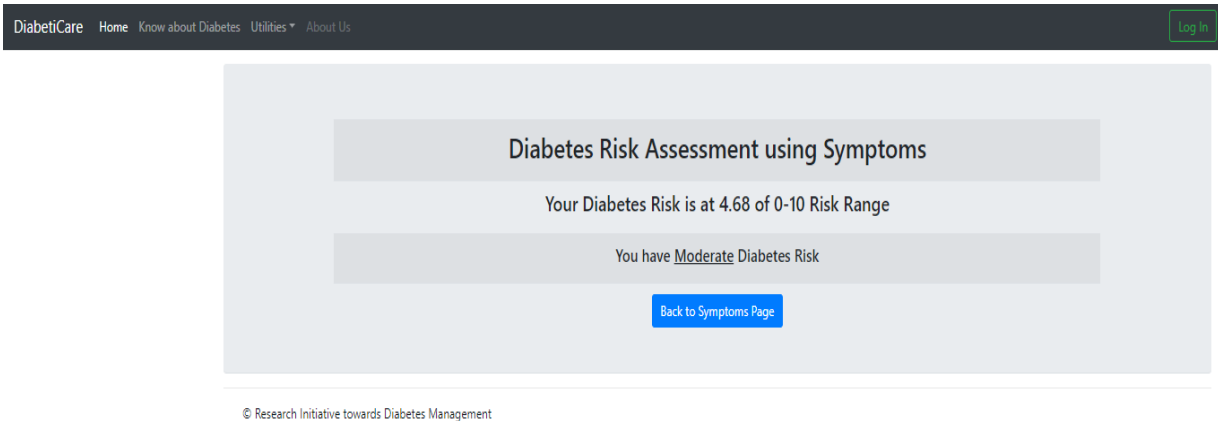 DiabetiCare Home Know about Diabetes Utilities About Us Log In
Diabetes Risk Assessment using Symptoms
Your Diabetes Risk is at 4.68 of 0-10 Risk Range
You have Moderate Diabetes Risk
Back to Symptoms Page
© Research Initiative towards Diabetes Management